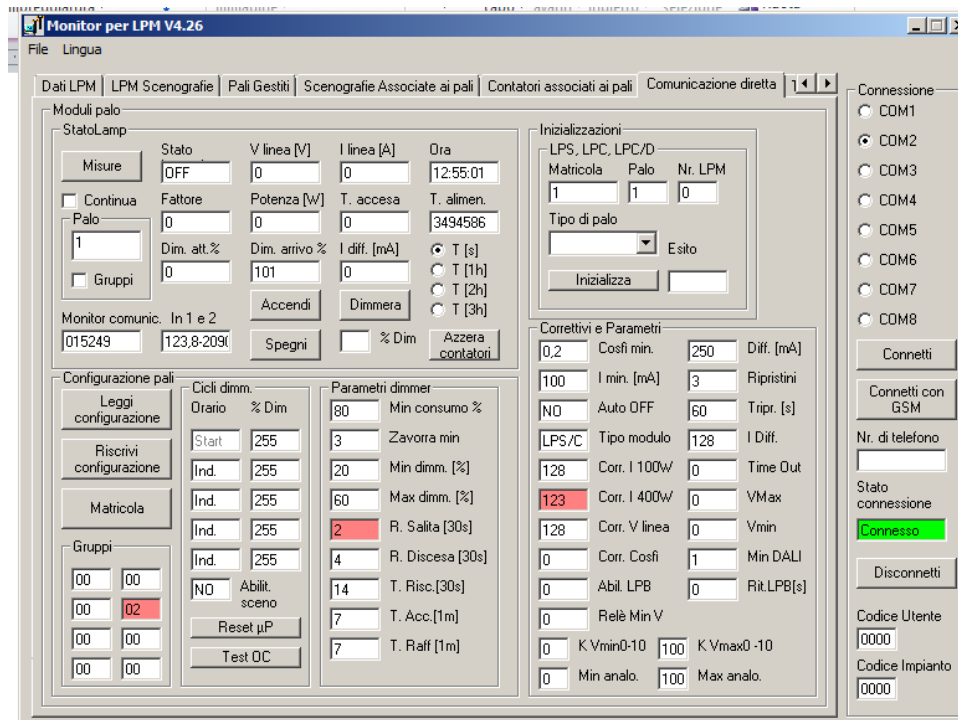 Monitor per LPM V4.26
File Lingua
Dati LPM LPM Scenografie Pali Gestiti Scenografie Associate ai pali Contatori associati ai pali Comunicazione diretta
Moduli palo
StatoLamp
Misure
Stato V linea [V] I linea [A] Ora
OFF 0 0 12:55:01
Continua
Fattore Potenza [W] T. accesa T. alimen.
0 0 0 3494586
Palo
1
Gruppi
Dim. att.% Dim. arrivo % I diff. [mA]
0 101 0
T [s]
T [1h]
T [2h]
T [3h]
Accendi Dimmera
Monitor comunic. In 1 e 2
015249 123,8-2090
Spegni % Dim Azzera
contatori
Inizializzazioni
LPS, LPC, LPC/D
Matricola Palo Nr. LPM
1 1 0
Tipo di palo
Esito
Inizializza
Configurazione pali
Leggi
configurazione
Riscrivi
configurazione
Matricola
Gruppi
00 00
00 02
00 00
00 00
Cicli dimm.
Orario % Dim
Start 255
Ind. 255
Ind. 255
Ind. 255
Ind. 255
NO Abilit.
sceno
Reset µP
Test OC
Parametri dimmer
80 Min consumo %
3 Zavorra min
20 Min dimm. [%]
60 Max dimm. [%]
2 R. Salita [30s]
4 R. Discesa [30s]
14 T. Risc.[30s]
7 T. Acc.[1m]
7 T. Raff [1m]
Correttivi e Parametri
0,2 Cosfi min. 250 Diff. [mA]
100 I min. [mA] 3 Ripristini
NO Auto OFF 60 Tripr. [s]
LPS/C Tipo modulo 128 I Diff.
128 Corr. I 100W 0 Time Out
123 Corr. I 400W 0 VMax
128 Corr. V linea 0 Vmin
0 Corr. Cosfi 1 Min DALI
0 Abil. LPB 0 Rit.LPB[s]
0 Relè Min V
0 K Vmin0-10 100 K Vmax0 -10
0 Min analo. 100 Max analo.
Connessione
COM1
COM2
COM3
COM4
COM5
COM6
COM7
COM8
Connetti
Connetti con
GSM
Nr. di telefono
Stato
connessione
Connesso
Disconnetti
Codice Utente
0000
Codice Impianto
0000